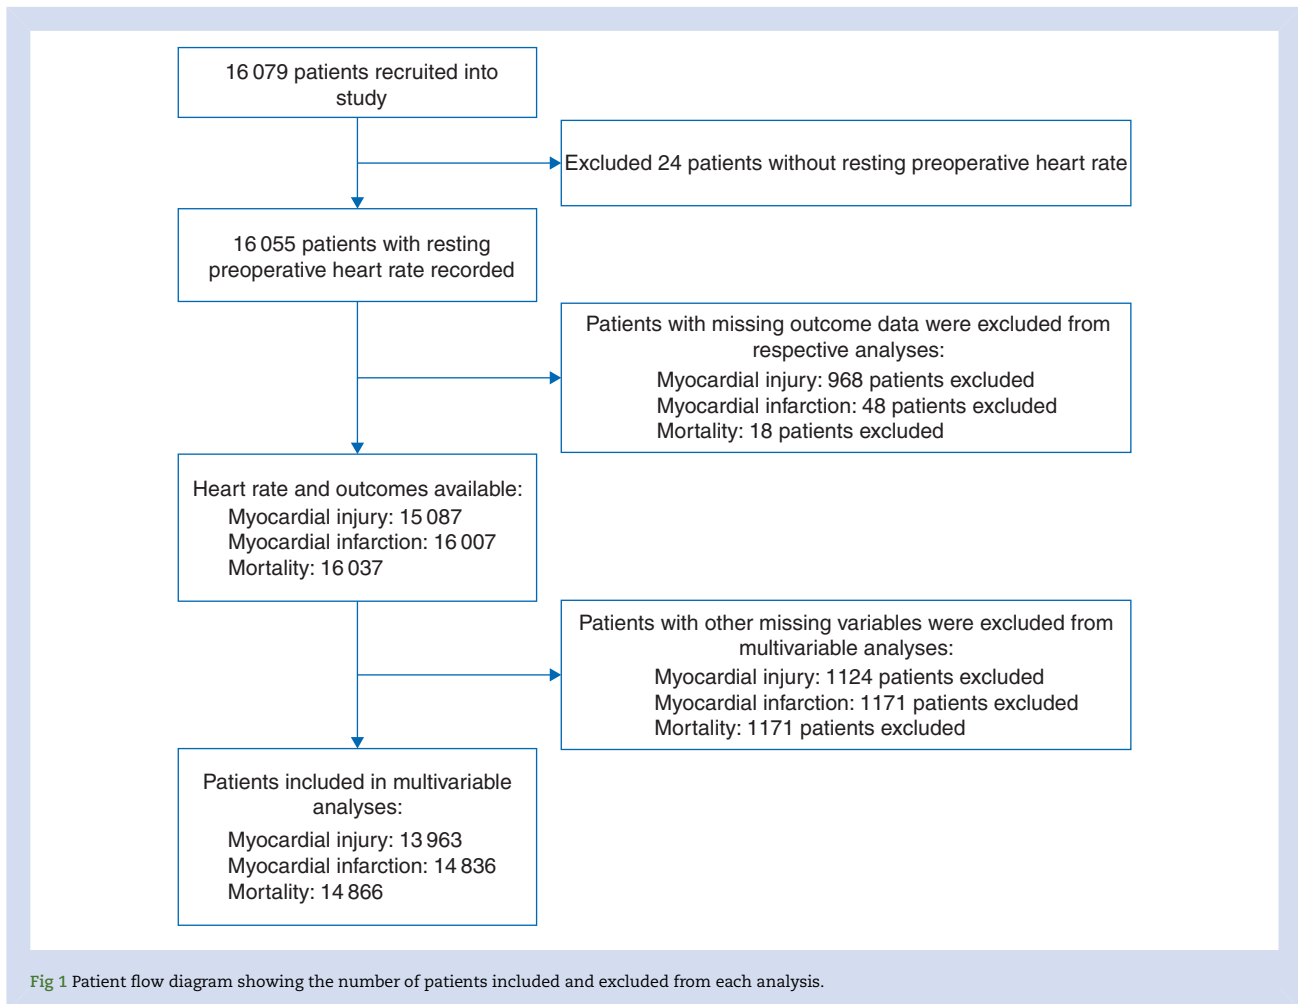 16 079 patients recruited into
study
Excluded 24 patients without resting preoperative heart rate
16 055 patients with resting
preoperative heart rate recorded
Patients with missing outcome data were excluded from
respective analyses:
Myocardial injury: 968 patients excluded
Myocardial infarction: 48 patients excluded
Mortality: 18 patients excluded
Heart rate and outcomes available:
Myocardial injury: 15 087
Myocardial infarction: 16 007
Mortality: 16 037
Patients with other missing variables were excluded from
multivariable analyses:
Myocardial injury: 1124 patients excluded
Myocardial infarction: 1171 patients excluded
Mortality: 1171 patients excluded
Patients included in multivariable
analyses:
Myocardial injury: 13 963
Myocardial infarction: 14 836
Mortality: 14 866
Fig 1 Patient flow diagram showing the number of patients included and excluded from each analysis.